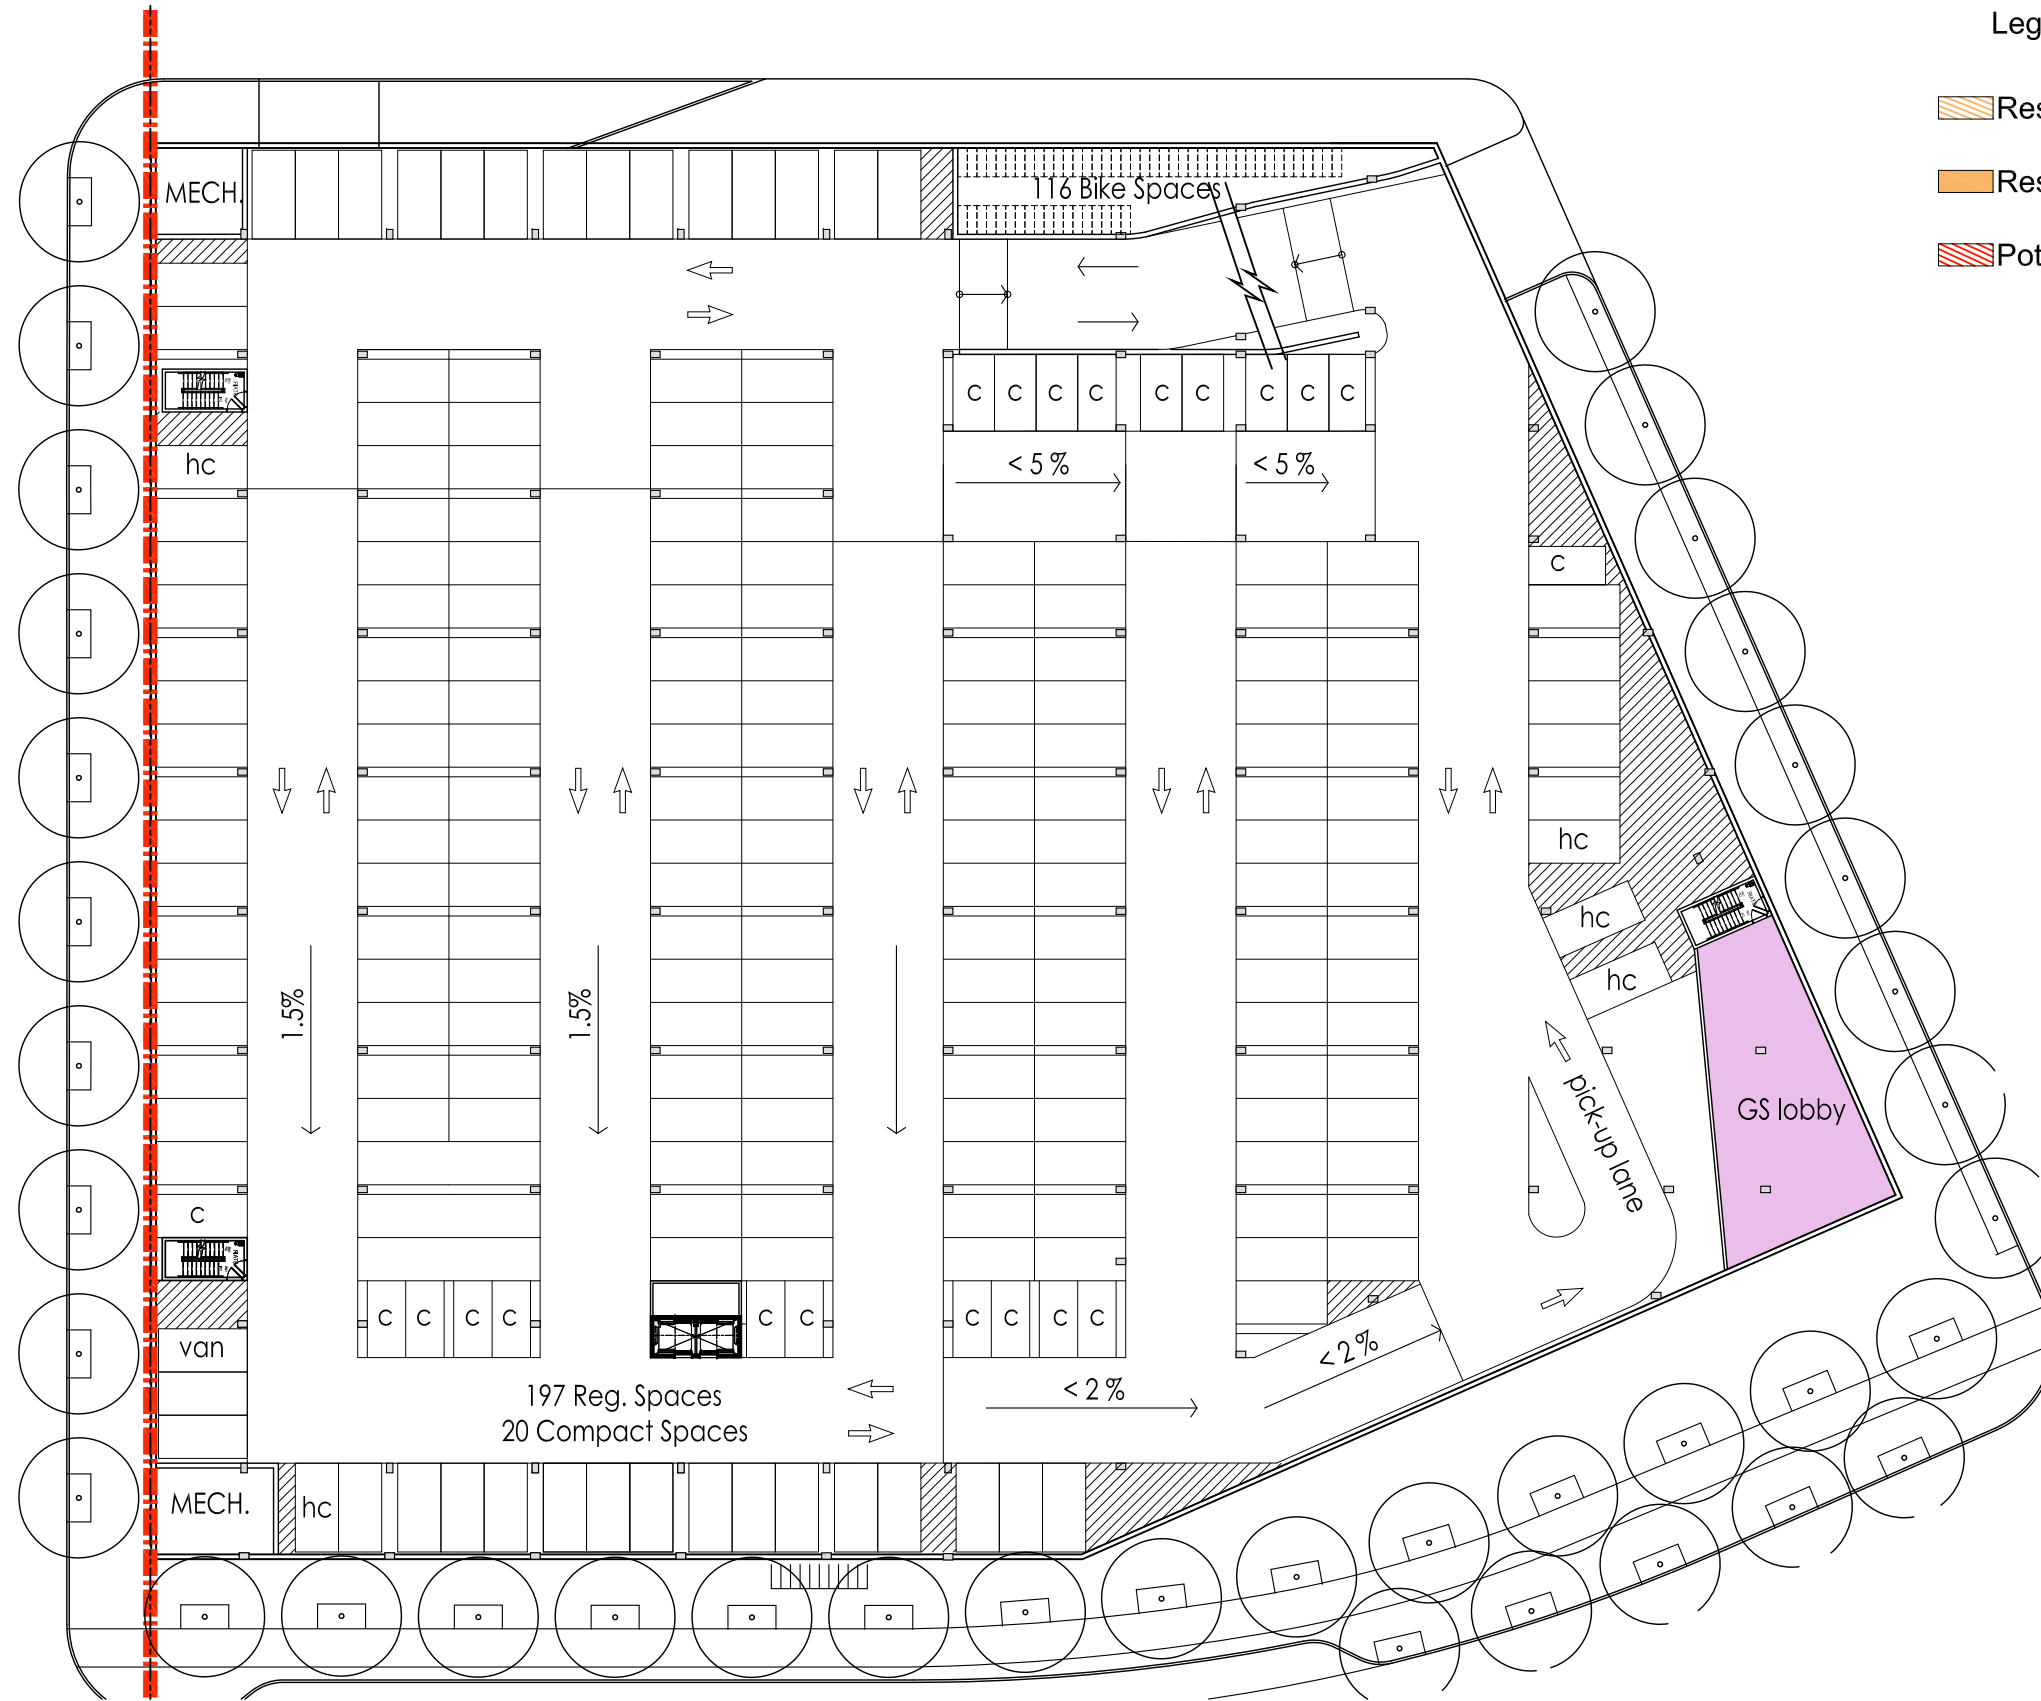 Leg
Res
Res
Pot
MECH.
116 Bike Spaces
C C C C C C C C C
hc
< 5 %
< 5 %
C
hc
hc
hc
1.5%
1.5%
pick-up lane
GS lobby
C
van
C C C C
C C
C C C C
< 2 %
< 2 %
197 Reg. Spaces
20 Compact Spaces
MECH.
hc